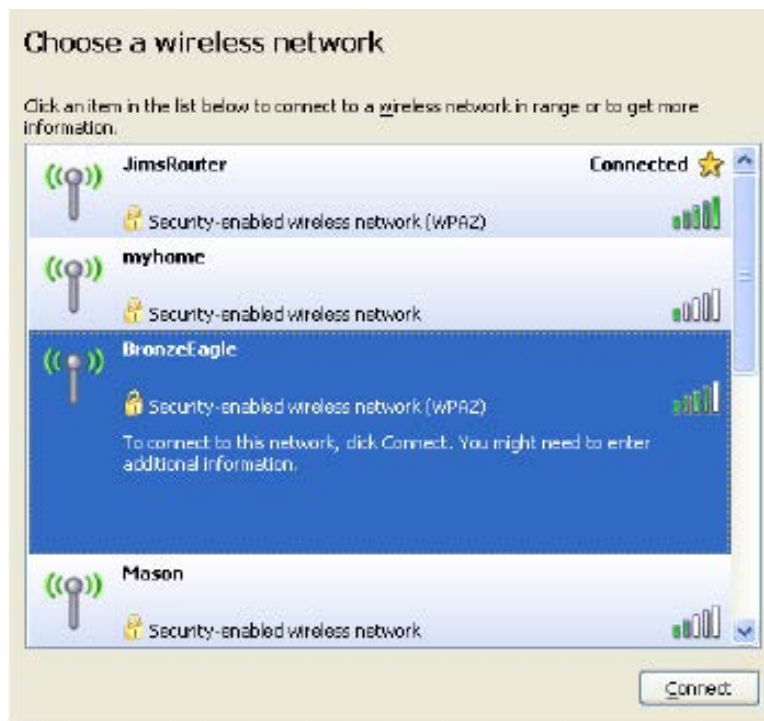 Choose a wireless network
Click an item in the list below to connect to a wireless network in range or to get more
information.
JimsRouter Connected
Security-enabled wireless network (WPA2)
myhome
Security-enabled wireless network
BronzeEagle
Security-enabled wireless network (WPA2)
To connect to this network, click Connect. You might need to enter
additional information.
Mason
Security-enabled wireless network
Connect